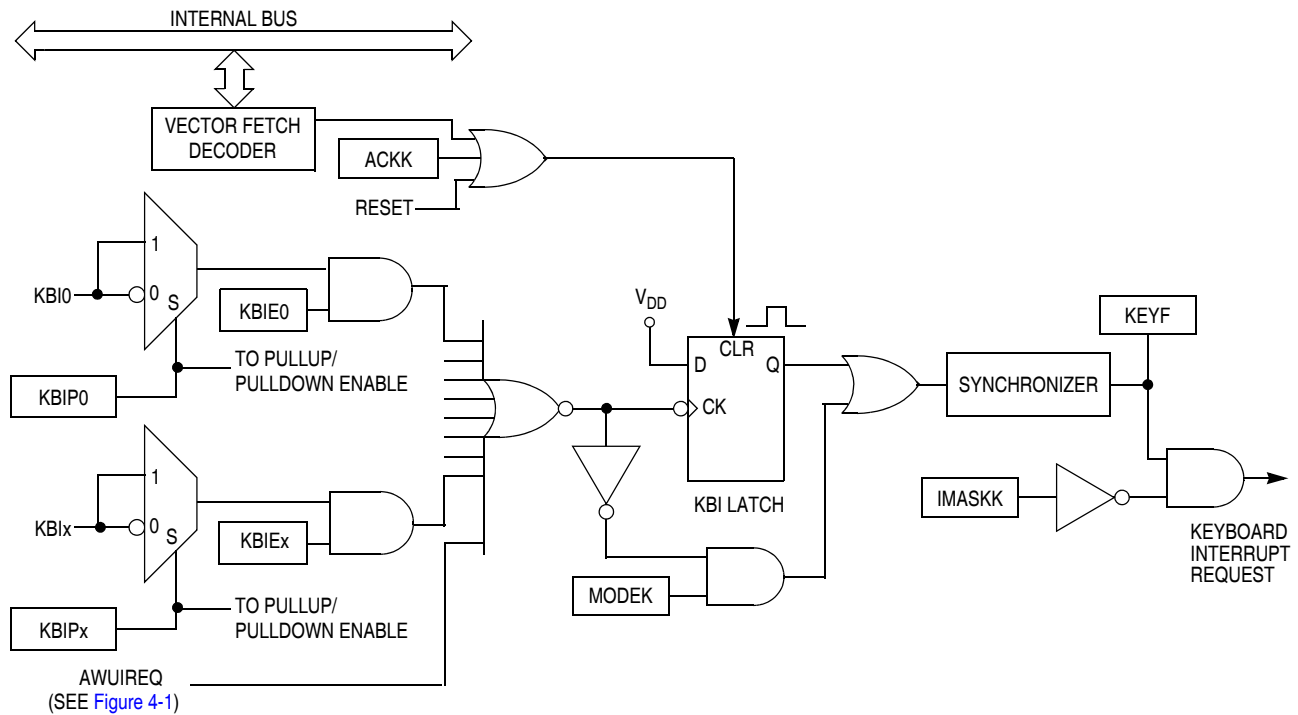 INTERNAL BUS
VECTOR FETCH
DECODER
ACKK
RESET
1
KBI0
0
S
KBIE0
TO PULLUP/
PULLDOWN ENABLE
KBIP0
VDD
CLR
D
Q
CK
KBI LATCH
SYNCHRONIZER
KEYF
IMASKK
KEYBOARD
INTERRUPT
REQUEST
1
KBIx
0
S
KBIEx
MODEK
TO PULLUP/
PULLDOWN ENABLE
KBIPx
AWUIREQ
(SEE Figure 4-1)